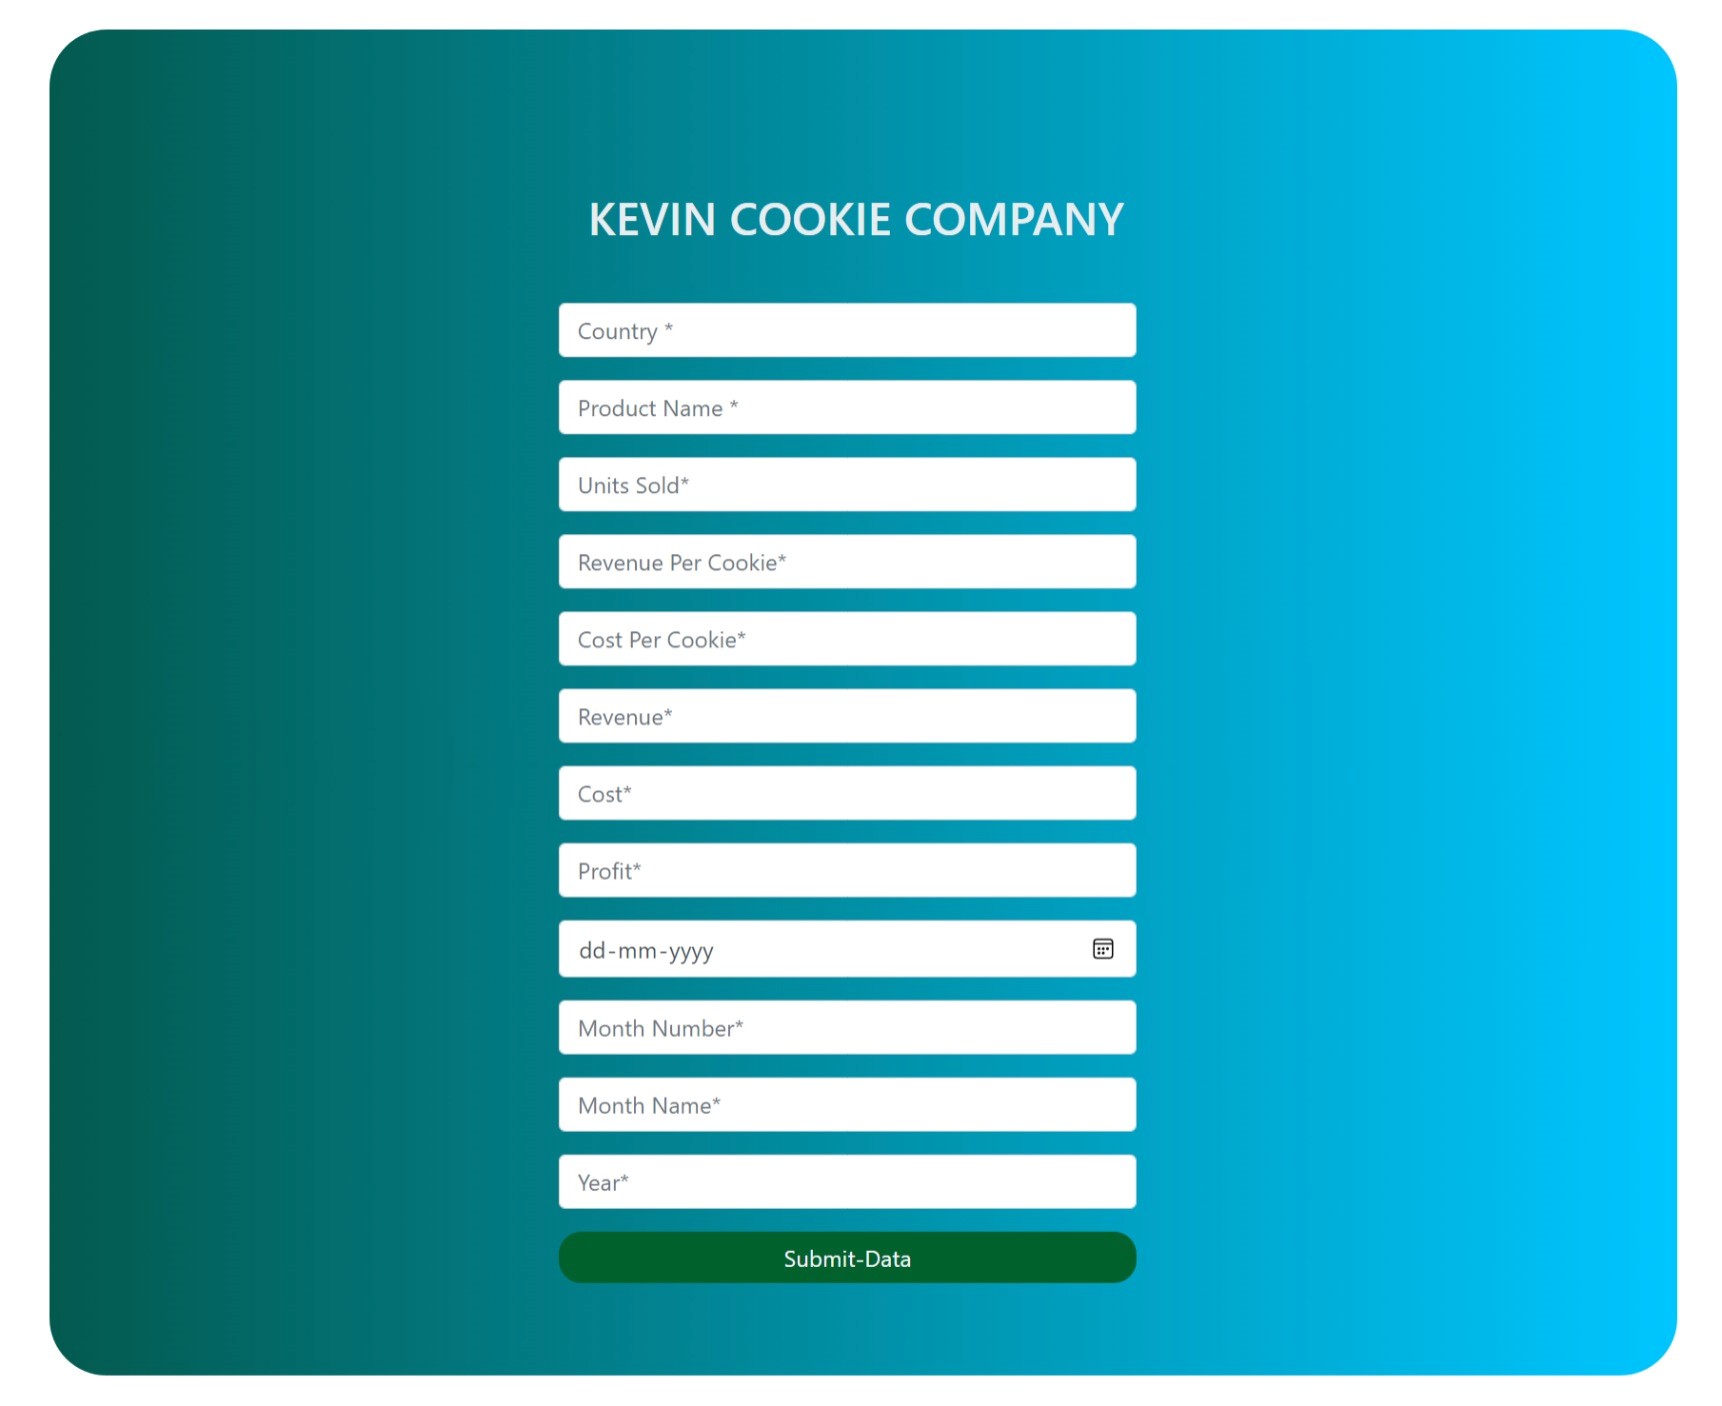 KEVIN COOKIE COMPANY
Country *
Product Name *
Units Sold*
Revenue Per Cookie*
Cost Per Cookie*
Revenue*
Cost*
Profit*
dd-mm-yyyy
Month Number*
Month Name*
Year*
Submit-Data